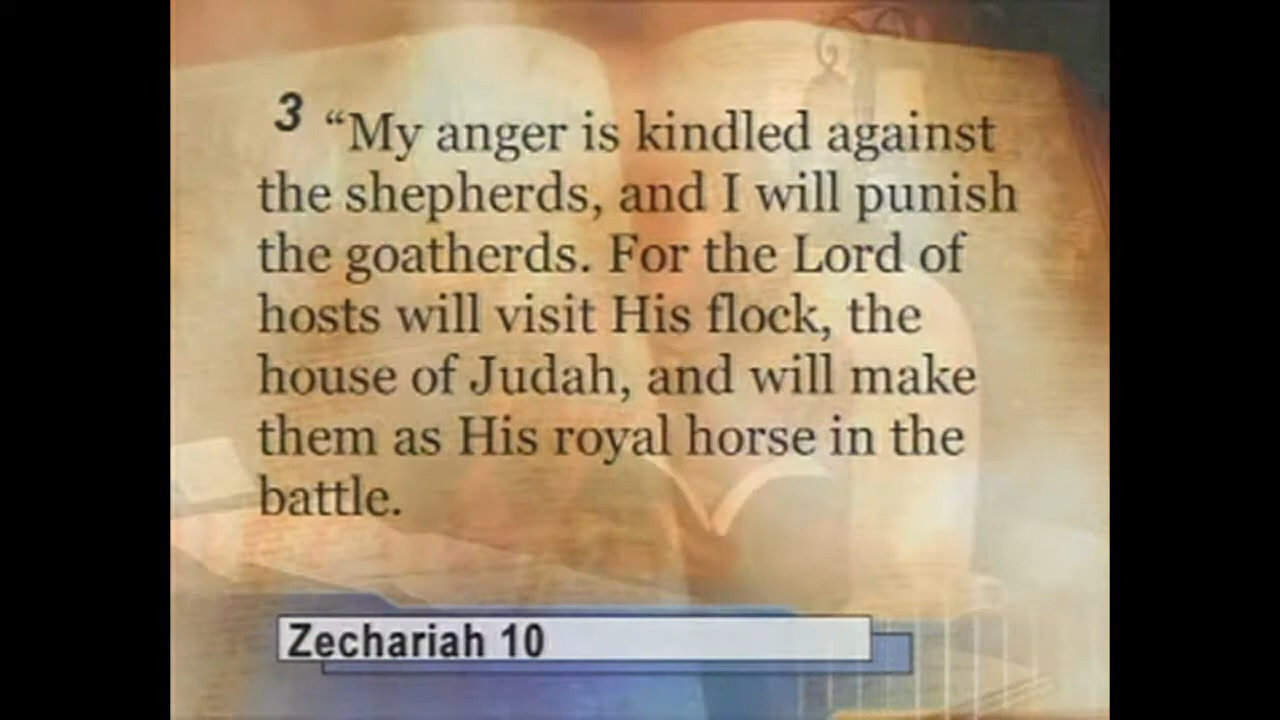 3 “My anger is kindled against
the shepherds, and I will punish
the goatherds. For the Lord of
hosts will visit His flock, the
house of Judah, and will make
them as His royal horse in the
battle.
Zechariah 10